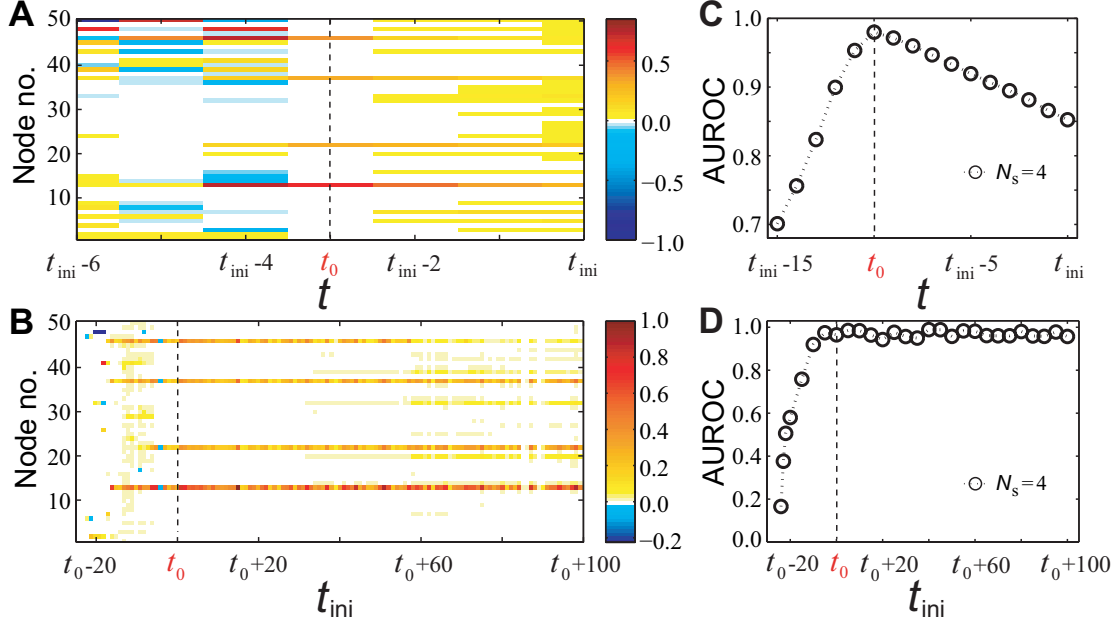 A
Node no.
50
40
30
20
10
t_ini -6
t_ini -4
t_0
t_ini -2
t_ini
t
0.5
0.0
−0.5
−1.0
C
AUROC
1.0
0.9
0.8
0.7
N_s=4
t_ini -15
t_0
t_ini -5
t_ini
t
B
Node no.
50
40
30
20
10
t_0-20
t_0
t_0+20
t_0+60
t_0+100
t_ini
1.0
0.8
0.6
0.4
0.2
0.0
−0.2
D
AUROC
1.0
0.8
0.6
0.4
0.2
0.0
N_s=4
t_0-20
t_0
t_0+20
t_0+60
t_0+100
t_ini